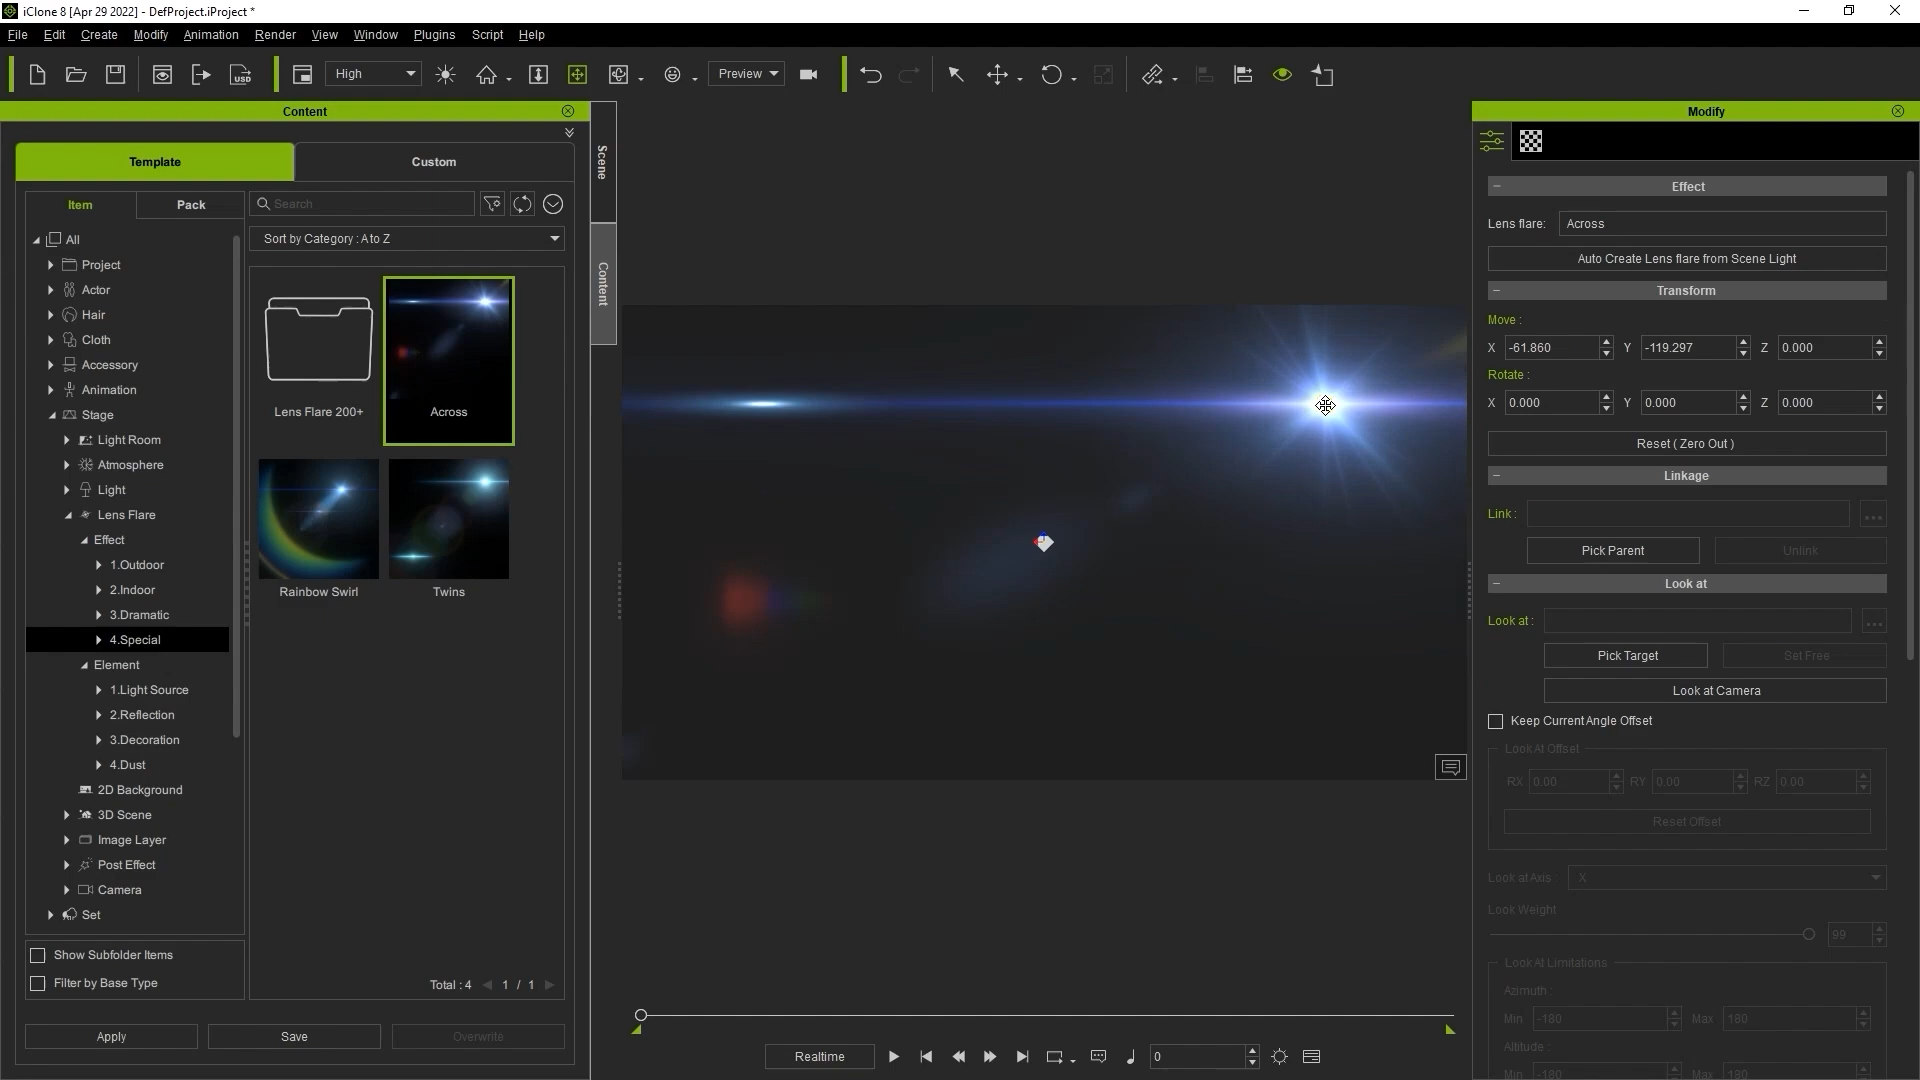 iClone 8 [Apr 29 2022] - DefProject.iProject *
File Edit Create Modify Animation Render View Window Plugins Script Help
USD High Preview
Content
Template Custom
Item Pack Search
Sort by Category : A to Z
All
Project
Actor
Hair
Cloth
Accessory
Animation
Stage
Light Room
Atmosphere
Light
Lens Flare
Effect
1.Outdoor
2.Indoor
3.Dramatic
4.Special
Element
1.Light Source
2.Reflection
3.Decoration
4.Dust
2D Background
3D Scene
Image Layer
Post Effect
Camera
Set
Show Subfolder Items
Filter by Base Type
Lens Flare 200+
Across
Rainbow Swirl
Twins
Total : 4 1 / 1
Apply Save Overwrite
Scene
Content
Realtime 0
Modify
Effect
Lens flare: Across
Auto Create Lens flare from Scene Light
Transform
Move :
X -61.860 Y -119.297 Z 0.000
Rotate :
X 0.000 Y 0.000 Z 0.000
Reset ( Zero Out )
Linkage
Link : ...
Pick Parent Unlink
Look at
Look at : ...
Pick Target Set Free
Look at Camera
Keep Current Angle Offset
Look At Offset
RX 0.00 RY 0.00 RZ 0.00
Reset Offset
Look at Axis X
Look Weight
99
Look At Limitations
Azimuth :
Min -180 Max 180
Altitude :
Min -180 Max 180